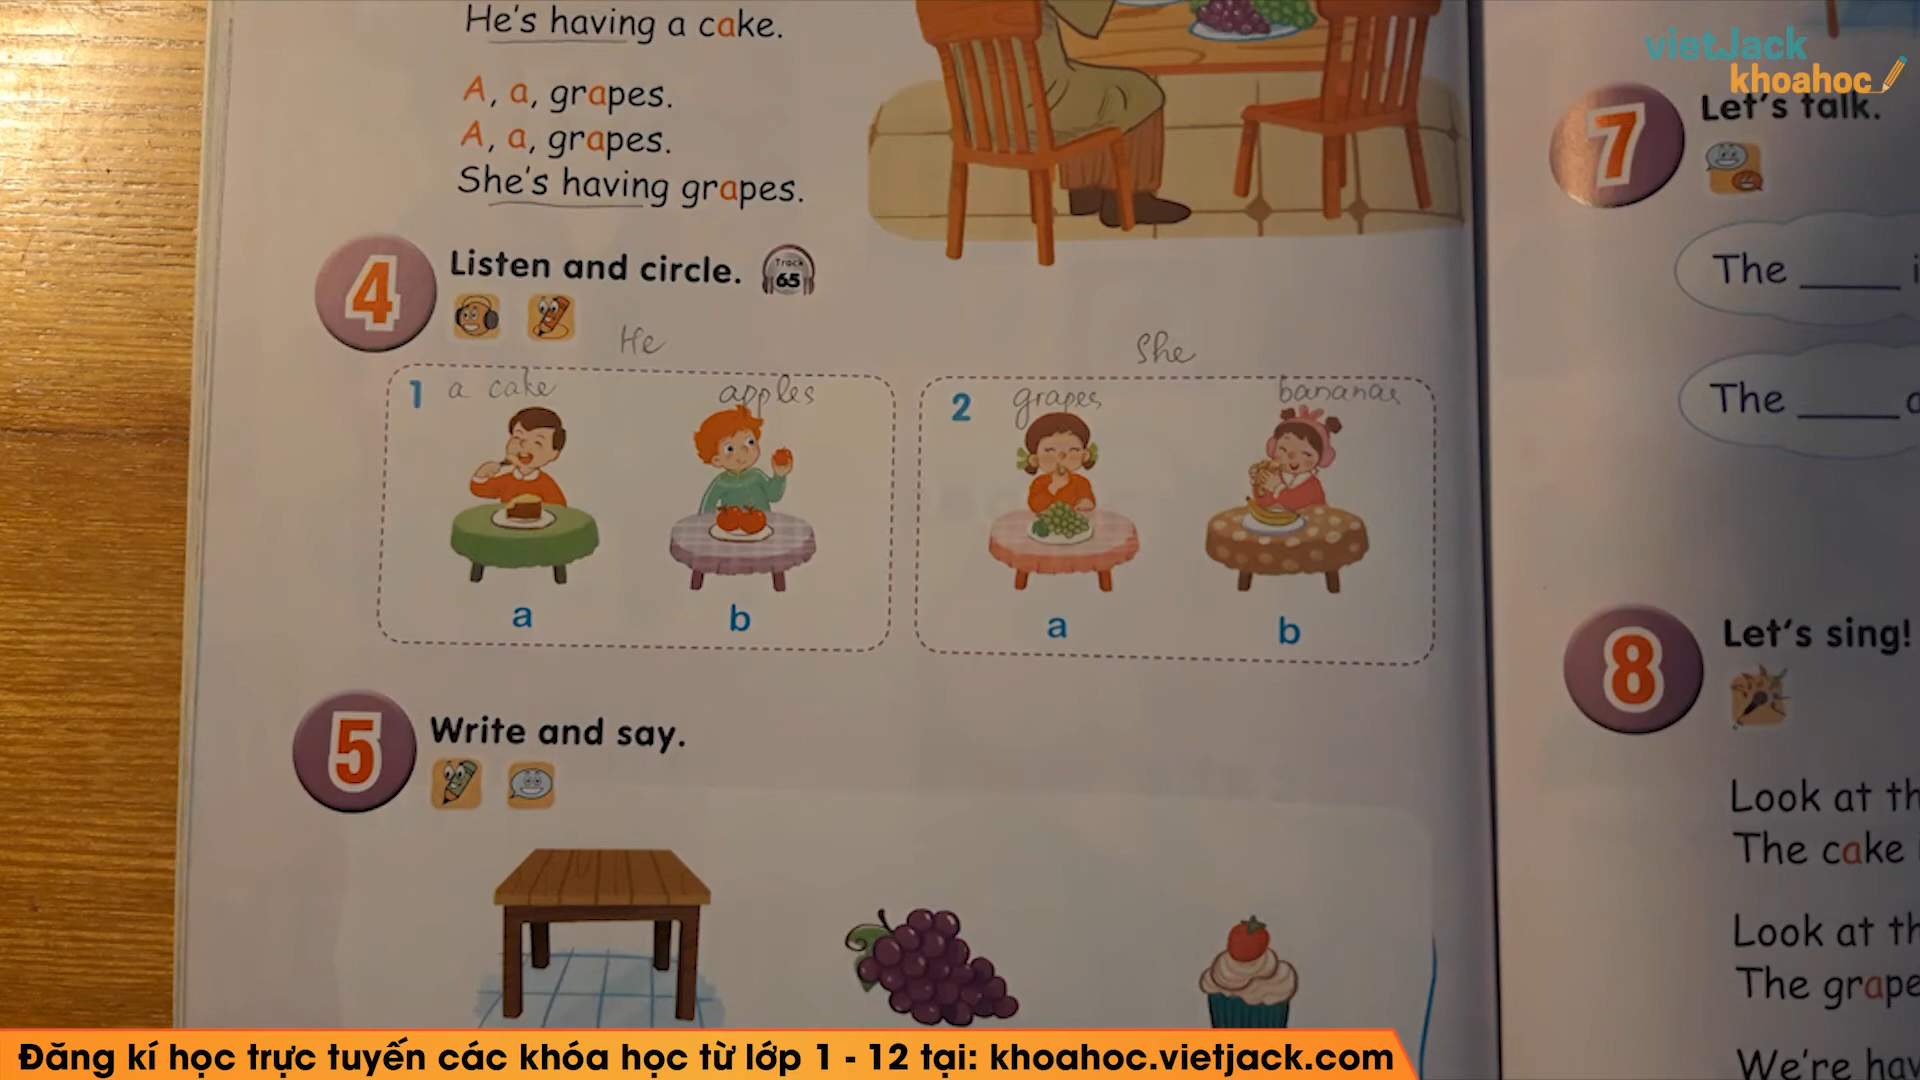 He's having a cake.
A, a, grapes.
A, a, grapes.
She's having grapes.
4 Listen and circle. Track 65
He
She
1 a cake apples
a b
2 grapes bananas
a b
5 Write and say.
vietJack
khoahoc
7 Let's talk.
The _____ i
The _____
8 Let's sing!
Look at th
The cake
Look at th
The grape
We're hav
Đăng kí học trực tuyến các khóa học từ lớp 1 - 12 tại: khoahoc.vietjack.com